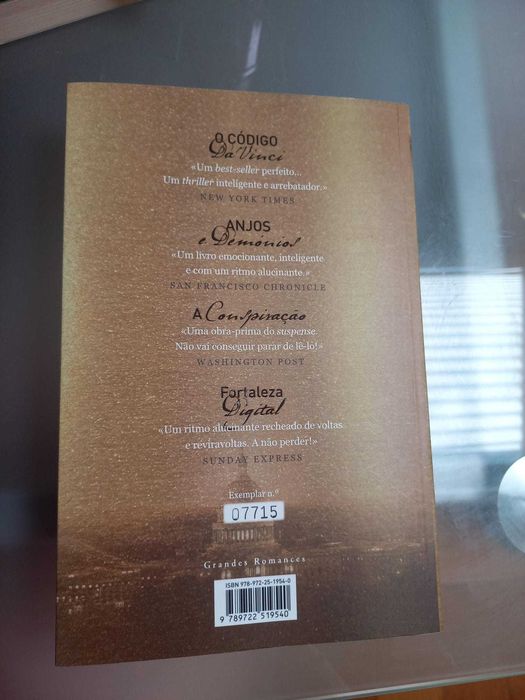 O CÓDIGO
Da Vinci
«Um best-seller perfeito...
Um thriller inteligente e arrebatador.»
NEW YORK TIMES
ANJOS
e Demónios
«Um livro emocionante, inteligente
e com um ritmo alucinante.»
SAN FRANCISCO CHRONICLE
A Conspiração
«Uma obra-prima do suspense.
Não vai conseguir parar de lê-lo!»
WASHINGTON POST
Fortaleza
Digital
«Um ritmo alucinante recheado de voltas
e reviravoltas. A não perder!»
SUNDAY EXPRESS
Exemplar n.º
07715
Grandes Romances
ISBN 978-972-25-1954-0
9 789722 519540